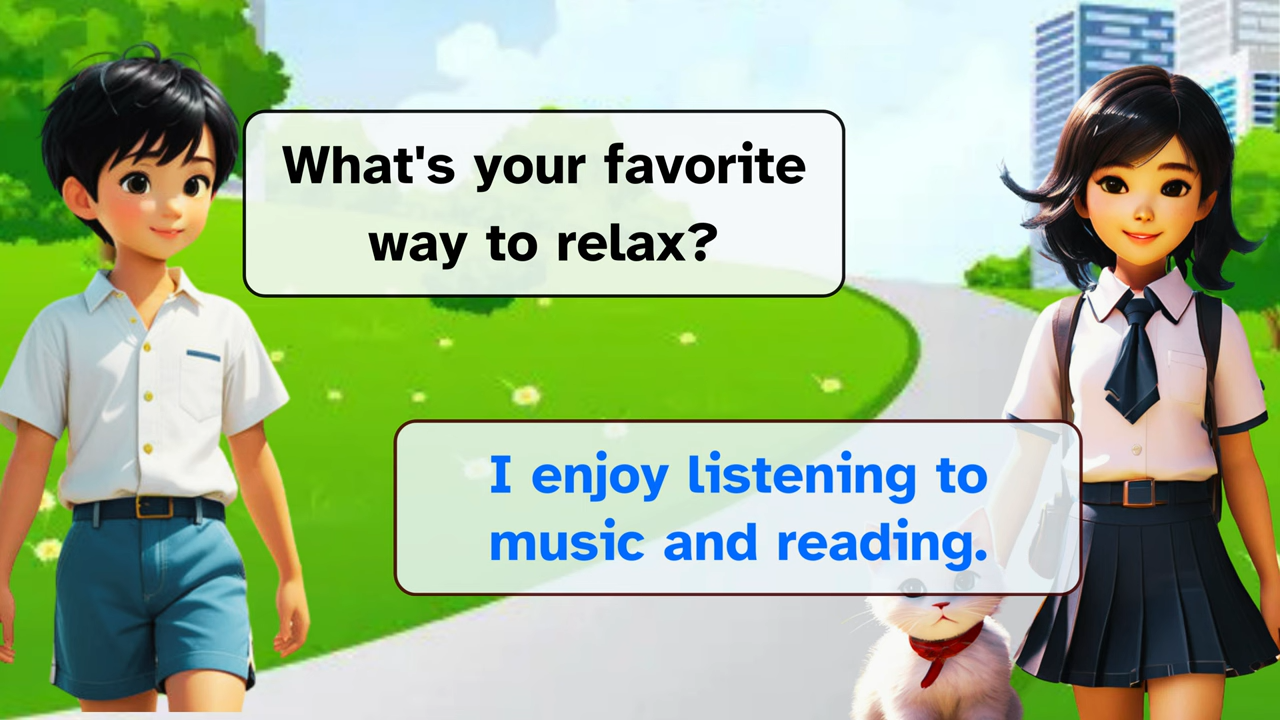 What's your favorite
way to relax?
I enjoy listening to
music and reading.